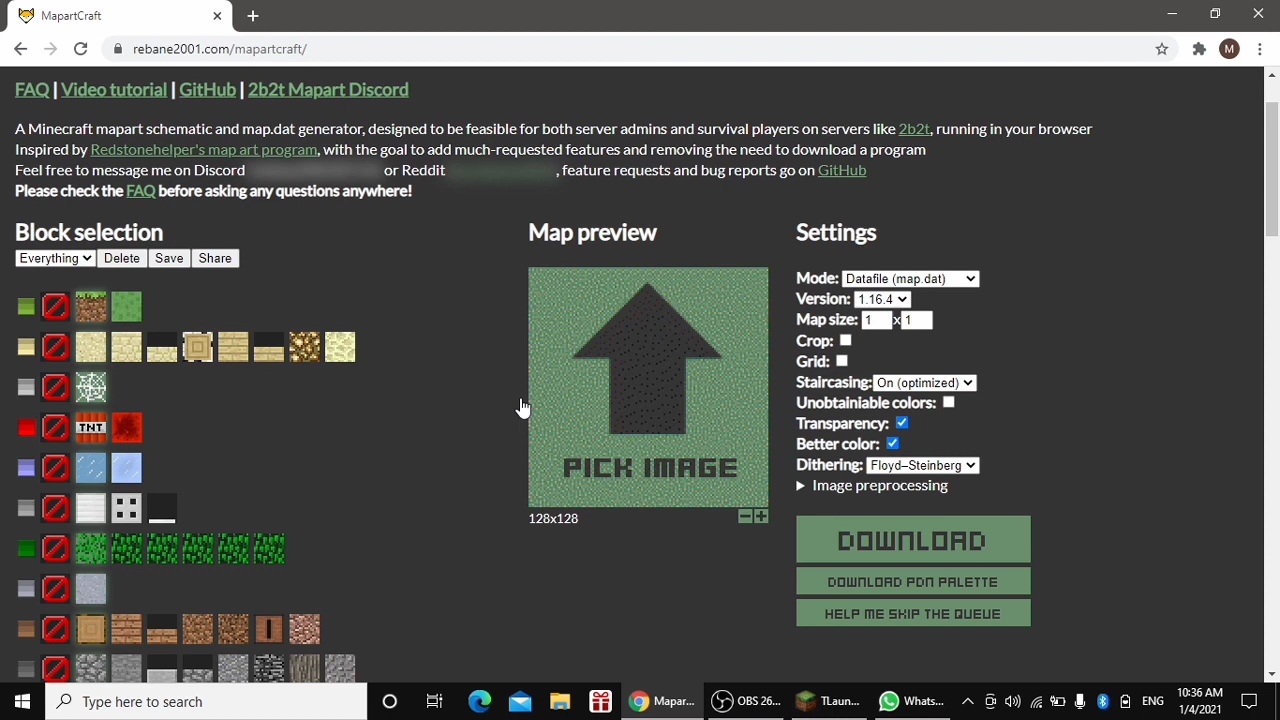 MapartCraft
rebane2001.com/mapartcraft/
M
FAQ | Video tutorial | GitHub | 2b2t Mapart Discord
A Minecraft mapart schematic and map.dat generator, designed to be feasible for both server admins and survival players on servers like 2b2t, running in your browser
Inspired by Redstonehelper's map art program, with the goal to add much-requested features and removing the need to download a program
Feel free to message me on Discord or Reddit , feature requests and bug reports go on GitHub
Please check the FAQ before asking any questions anywhere!
Block selection
Everything Delete Save Share
TNT
Map preview
PICK IMAGE
128x128
Settings
Mode: Datafile (map.dat)
Version: 1.16.4
Map size: 1 x 1
Crop:
Grid:
Staircasing: On (optimized)
Unobtainiable colors:
Transparency:
Better color:
Dithering: Floyd–Steinberg
Image preprocessing
DOWNLOAD
DOWNLOAD PDN PALETTE
HELP ME SKIP THE QUEUE
Type here to search
Mapar...
OBS 26...
TLaun...
Whats...
ENG
10:36 AM
1/4/2021